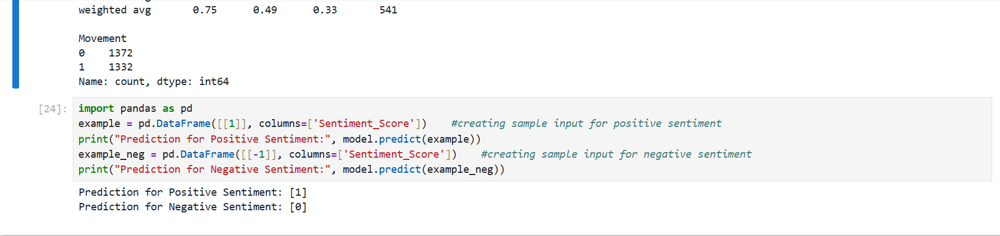 weighted avg       0.75      0.49      0.33       541
Movement
0    1372
1    1332
Name: count, dtype: int64
[24]:
import pandas as pd
example = pd.DataFrame([[1]], columns=['Sentiment_Score'])    #creating sample input for positive sentiment
print("Prediction for Positive Sentiment:", model.predict(example))
example_neg = pd.DataFrame([[-1]], columns=['Sentiment_Score'])    #creating sample input for negative sentiment
print("Prediction for Negative Sentiment:", model.predict(example_neg))
Prediction for Positive Sentiment: [1]
Prediction for Negative Sentiment: [0]